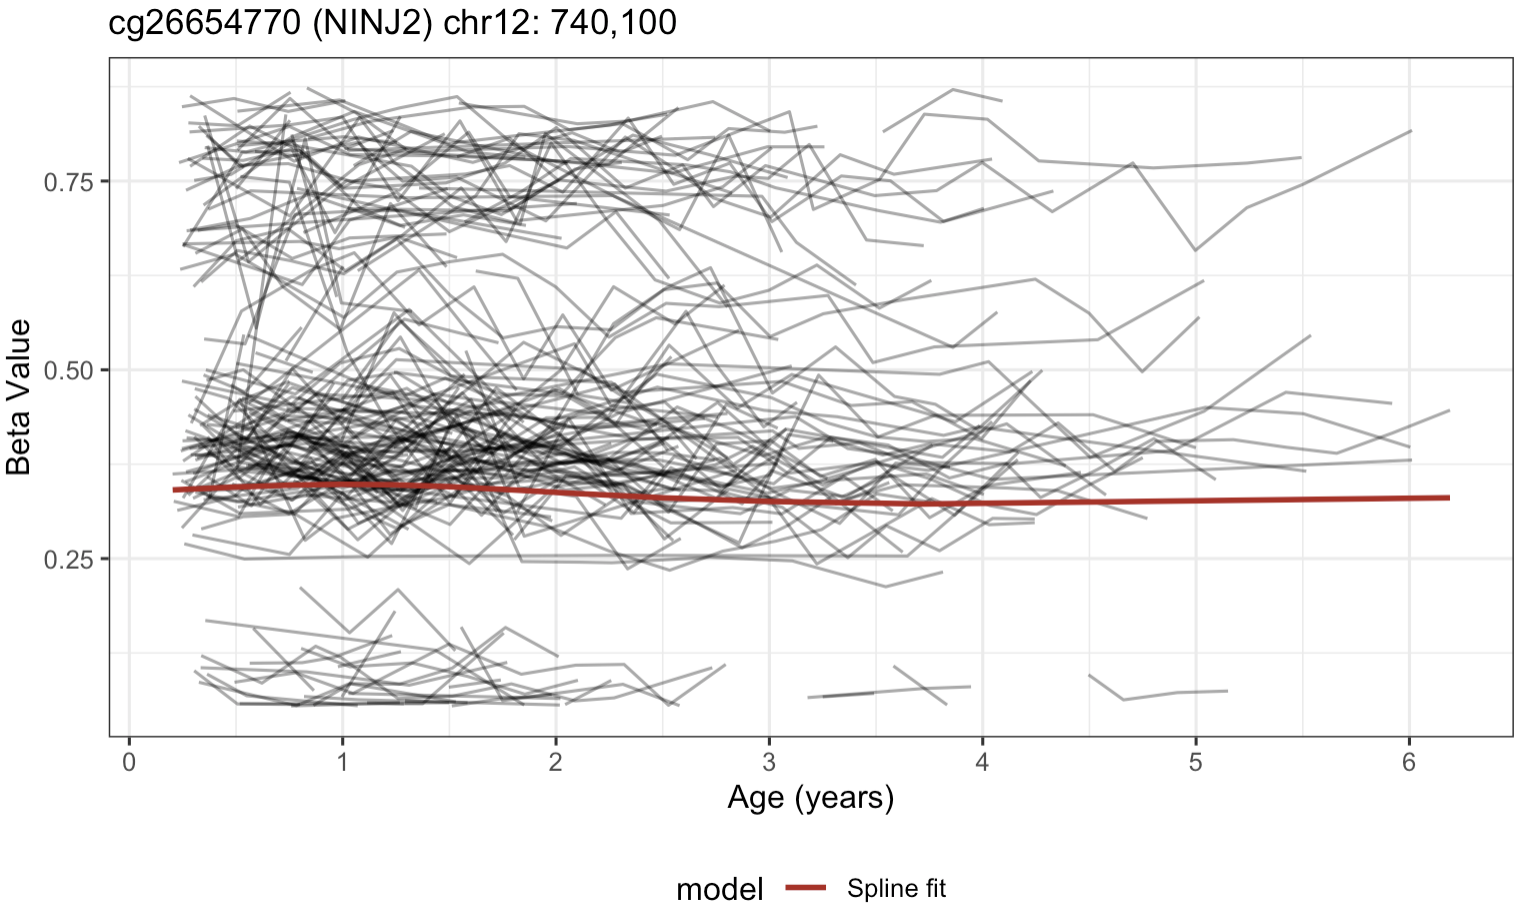 cg26654770 (NINJ2) chr12: 740,100
Beta Value
0.75
0.50
0.25
0 1 2 3 4 5 6
Age (years)
model Spline fit